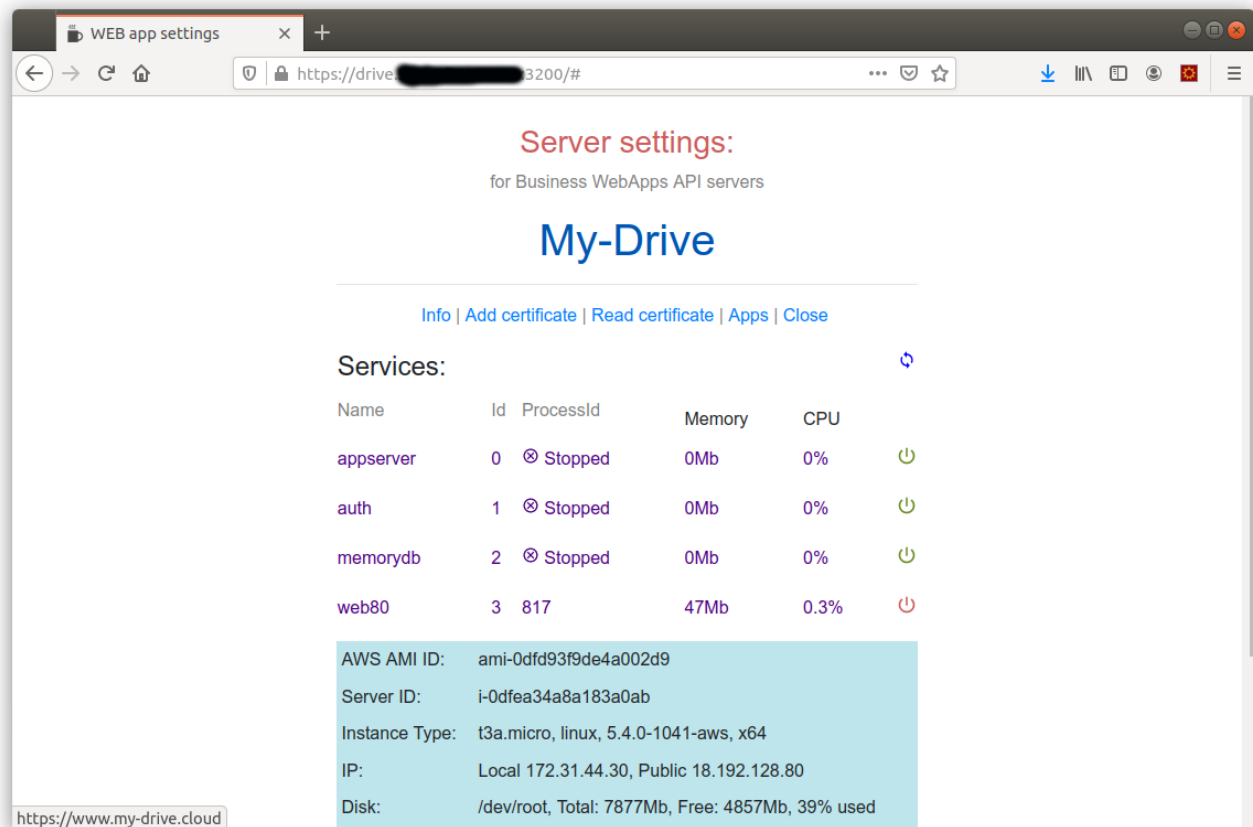 WEB app settings
https://drive. 3200/#
Server settings:
for Business WebApps API servers
My-Drive
Info | Add certificate | Read certificate | Apps | Close
Services:
Name Id ProcessId Memory CPU
appserver 0 Stopped 0Mb 0%
auth 1 Stopped 0Mb 0%
memorydb 2 Stopped 0Mb 0%
web80 3 817 47Mb 0.3%
AWS AMI ID: ami-0dfd93f9de4a002d9
Server ID: i-0dfea34a8a183a0ab
Instance Type: t3a.micro, linux, 5.4.0-1041-aws, x64
IP: Local 172.31.44.30, Public 18.192.128.80
Disk: /dev/root, Total: 7877Mb, Free: 4857Mb, 39% used
https://www.my-drive.cloud